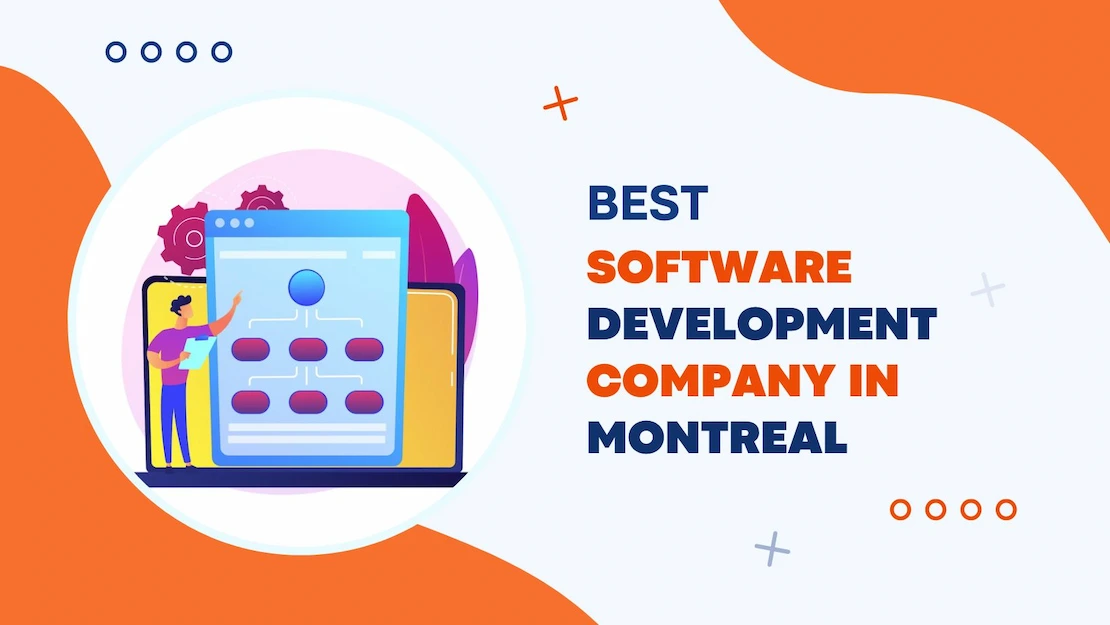 BEST
SOFTWARE
DEVELOPMENT
COMPANY IN
MONTREAL